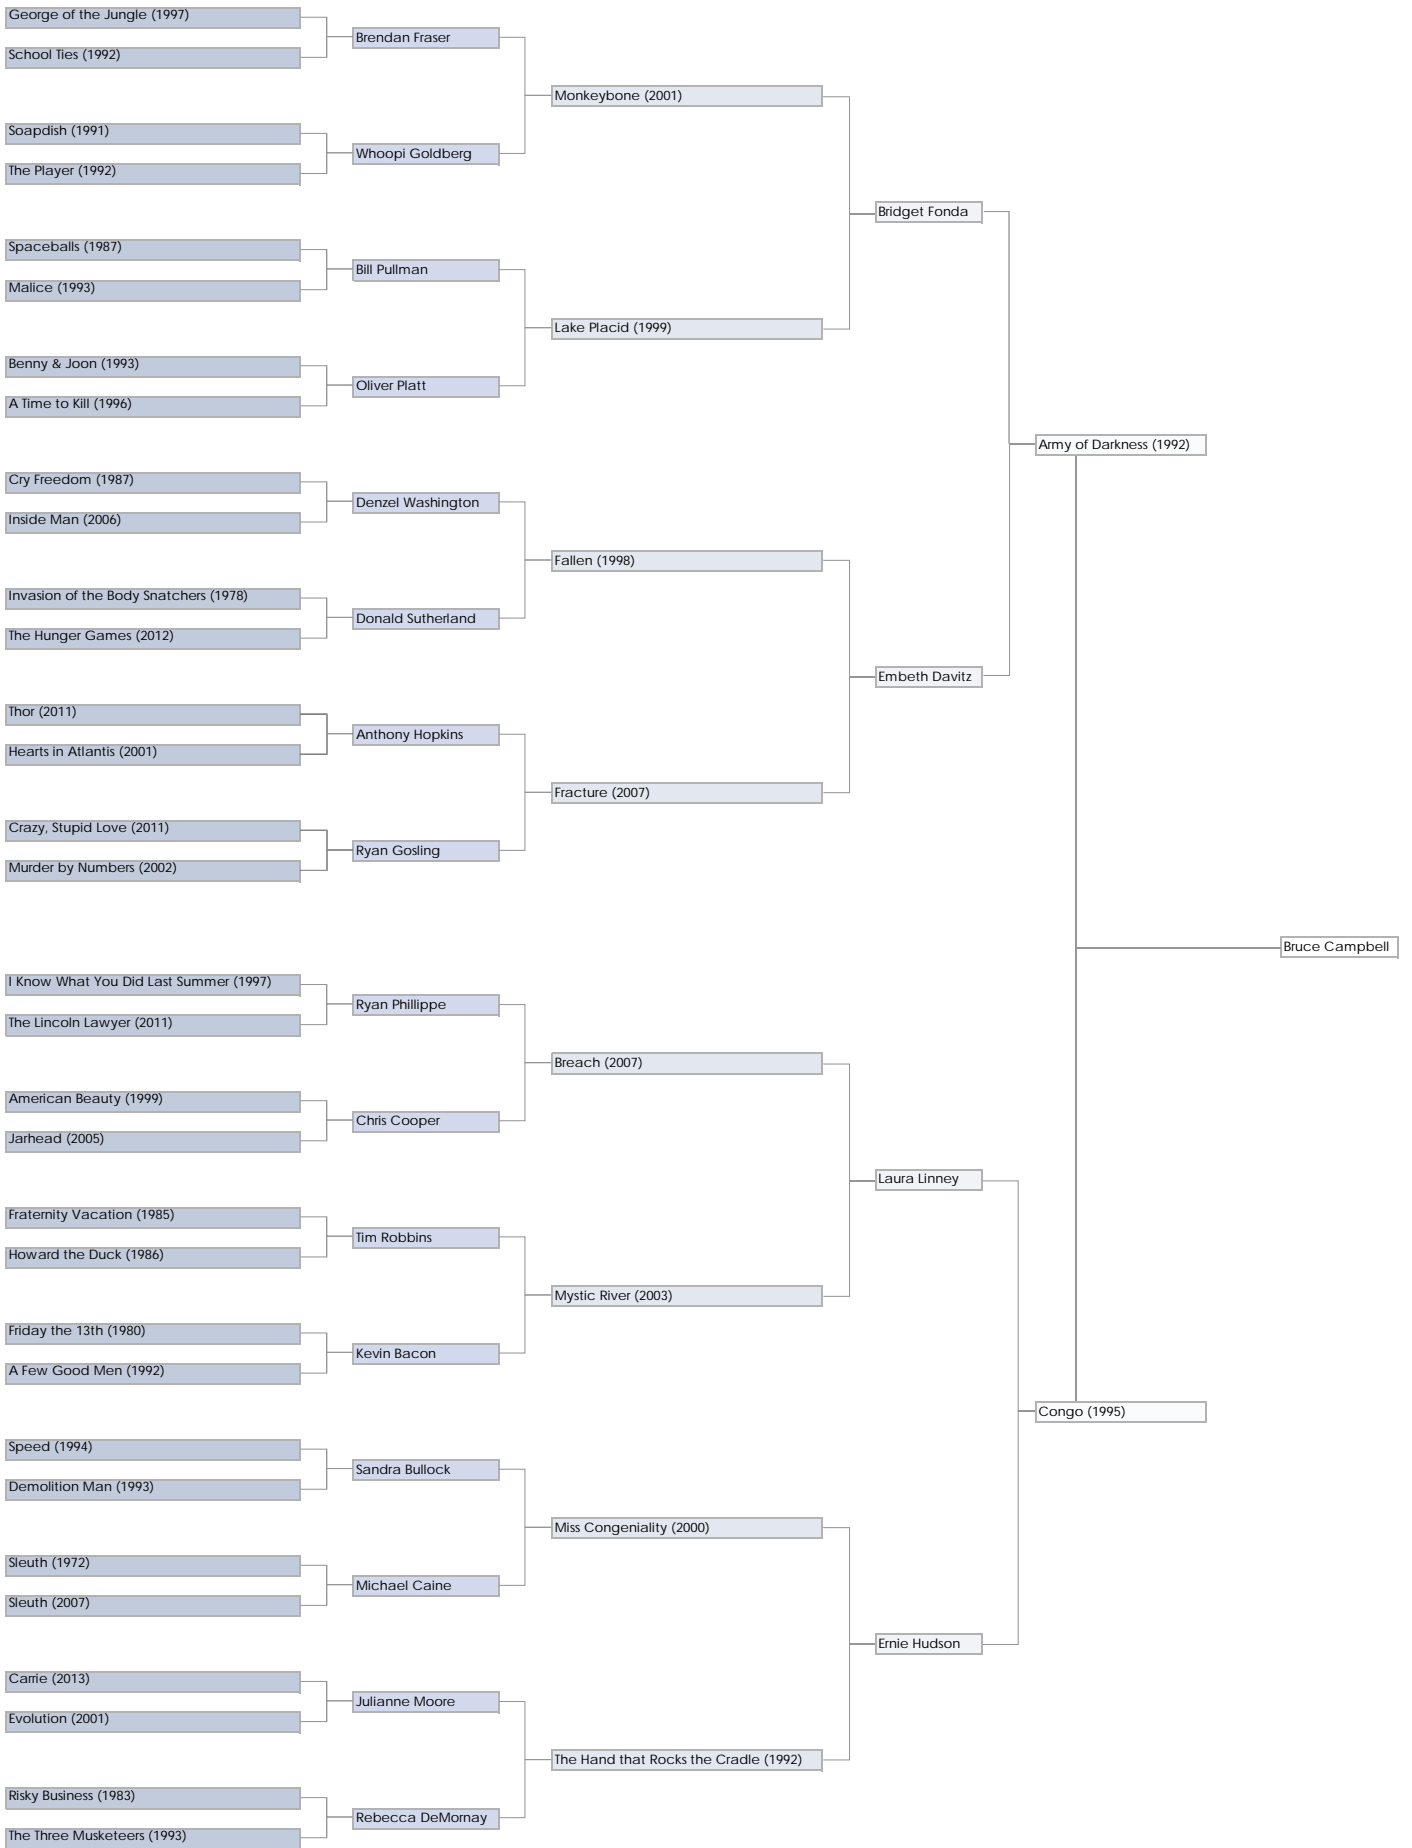 George of the Jungle (1997)
School Ties (1992)
Brendan Fraser
Soapdish (1991)
The Player (1992)
Whoopi Goldberg
Monkeybone (2001)
Spaceballs (1987)
Malice (1993)
Bill Pullman
Benny & Joon (1993)
A Time to Kill (1996)
Oliver Platt
Lake Placid (1999)
Bridget Fonda
Cry Freedom (1987)
Inside Man (2006)
Denzel Washington
Invasion of the Body Snatchers (1978)
The Hunger Games (2012)
Donald Sutherland
Fallen (1998)
Thor (2011)
Hearts in Atlantis (2001)
Anthony Hopkins
Crazy, Stupid Love (2011)
Murder by Numbers (2002)
Ryan Gosling
Fracture (2007)
Embeth Davitz
Army of Darkness (1992)
Bruce Campbell
I Know What You Did Last Summer (1997)
The Lincoln Lawyer (2011)
Ryan Phillippe
American Beauty (1999)
Jarhead (2005)
Chris Cooper
Breach (2007)
Fraternity Vacation (1985)
Howard the Duck (1986)
Tim Robbins
Friday the 13th (1980)
A Few Good Men (1992)
Kevin Bacon
Mystic River (2003)
Laura Linney
Speed (1994)
Demolition Man (1993)
Sandra Bullock
Sleuth (1972)
Sleuth (2007)
Michael Caine
Miss Congeniality (2000)
Carrie (2013)
Evolution (2001)
Julianne Moore
Risky Business (1983)
The Three Musketeers (1993)
Rebecca DeMornay
The Hand that Rocks the Cradle (1992)
Ernie Hudson
Congo (1995)